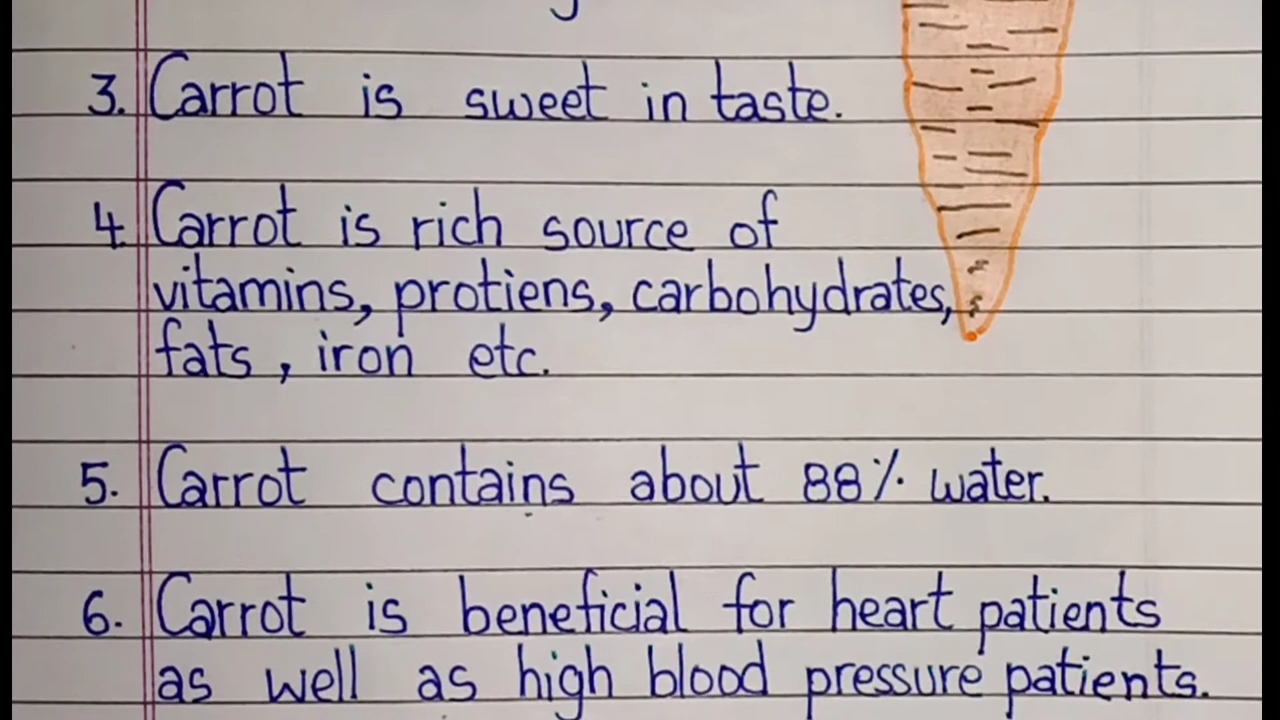 3. Carrot is sweet in taste.
4. Carrot is rich source of
vitamins, protiens, carbohydrates,
fats, iron etc.
5. Carrot contains about 88% water.
6. Carrot is beneficial for heart patients
as well as high blood pressure patients.